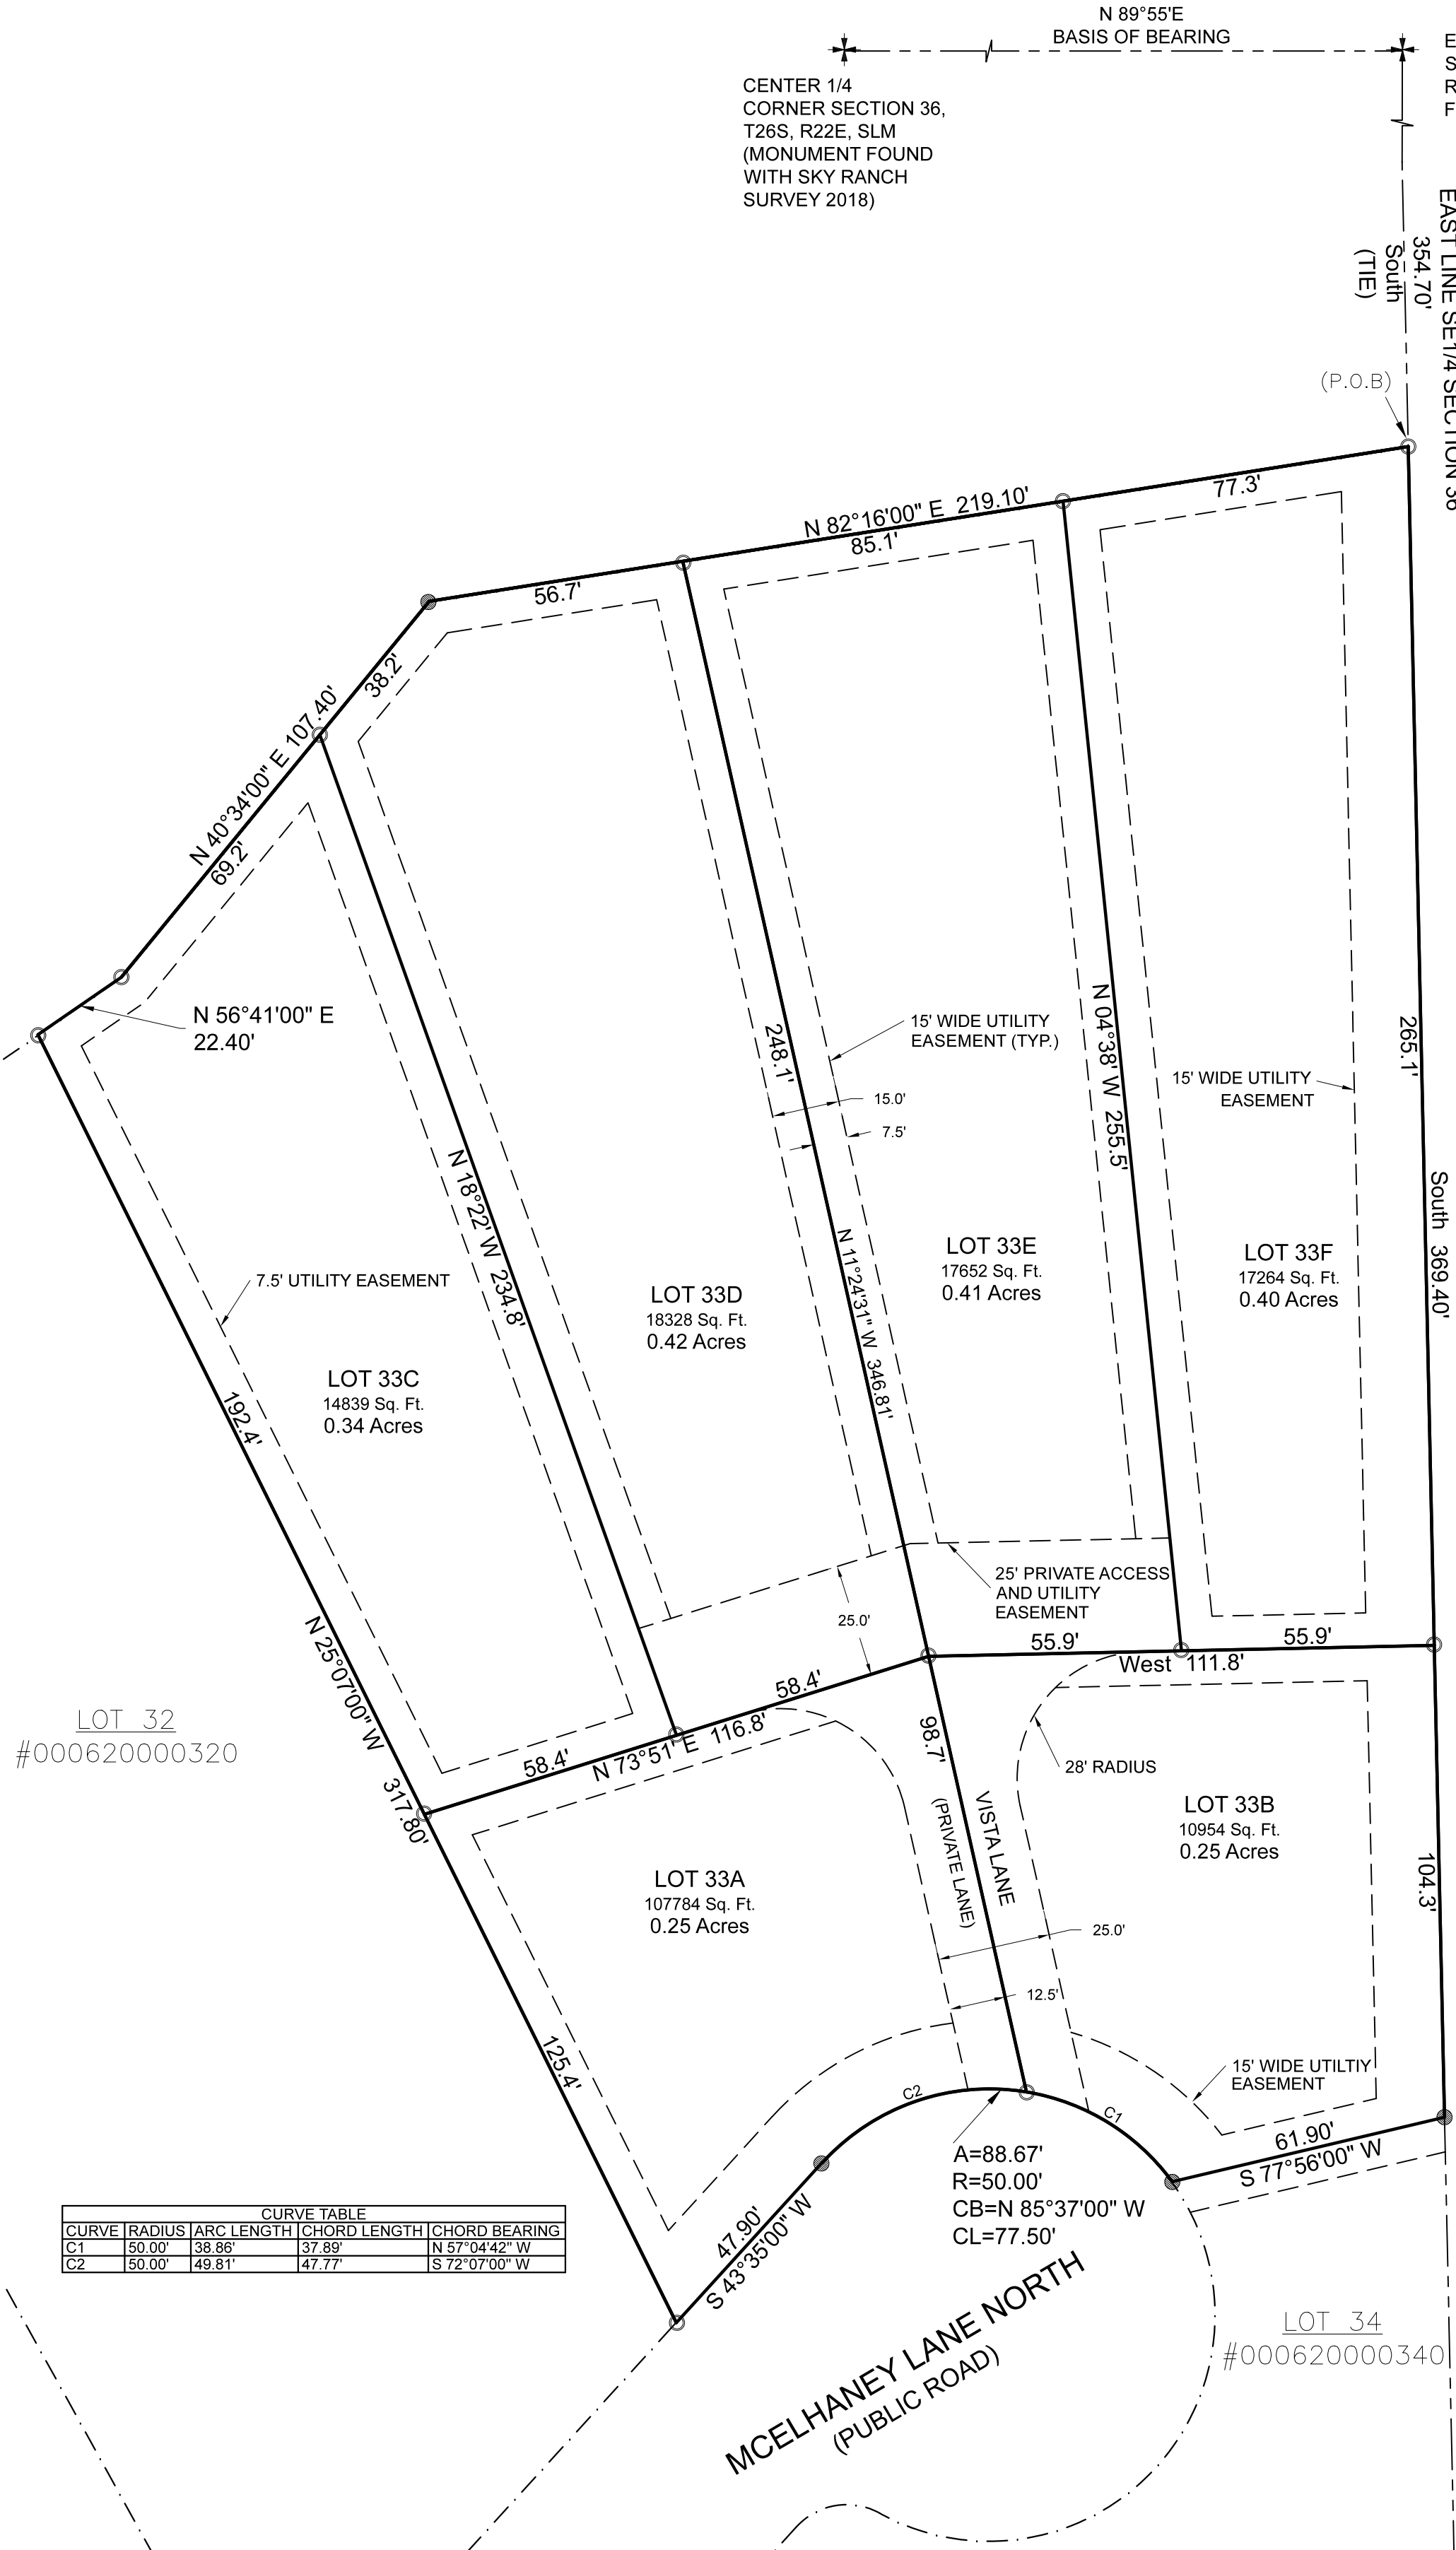 N 89°55'E
BASIS OF BEARING
CENTER 1/4
CORNER SECTION 36,
T26S, R22E, SLM
(MONUMENT FOUND
WITH SKY RANCH
SURVEY 2018)
E
S
R
F
EAST LINE SE1/4 SECTION 36
354.70'
South
(TIE)
(P.O.B)
77.3'
N 82°16'00" E 219.10'
85.1'
56.7'
38.2'
N 40°34'00" E 107.40'
69.2'
N 56°41'00" E
22.40'
248.1'
15' WIDE UTILITY
EASEMENT (TYP.)
N 04°38' W 255.5'
265.1'
15' WIDE UTILITY
EASEMENT
15.0'
7.5'
N 18°22' W 234.8'
N 11°24'31" W 346.81'
South 369.40'
7.5' UTILITY EASEMENT
LOT 33E
17652 Sq. Ft.
0.41 Acres
LOT 33F
17264 Sq. Ft.
0.40 Acres
LOT 33D
18328 Sq. Ft.
0.42 Acres
LOT 33C
14839 Sq. Ft.
0.34 Acres
192.4'
25' PRIVATE ACCESS
AND UTILITY
EASEMENT
25.0'
55.9'
55.9'
West 111.8'
N 25°07'00" W 317.80'
58.4'
58.4'
N 73°51' E 116.8'
LOT 32
#000620000320
98.7'
28' RADIUS
VISTA LANE
(PRIVATE LANE)
LOT 33B
10954 Sq. Ft.
0.25 Acres
LOT 33A
107784 Sq. Ft.
0.25 Acres
104.3'
25.0'
12.5'
125.4'
15' WIDE UTILTIY
EASEMENT
C2
C1
61.90'
S 77°56'00" W
A=88.67'
R=50.00'
CB=N 85°37'00" W
CL=77.50'
47.90'
S 43°35'00" W
CURVE TABLE
CURVE RADIUS ARC LENGTH CHORD LENGTH CHORD BEARING
C1 50.00' 38.86' 37.89' N 57°04'42" W
C2 50.00' 49.81' 47.77' S 72°07'00" W
MCELHANEY LANE NORTH
(PUBLIC ROAD)
LOT 34
#000620000340